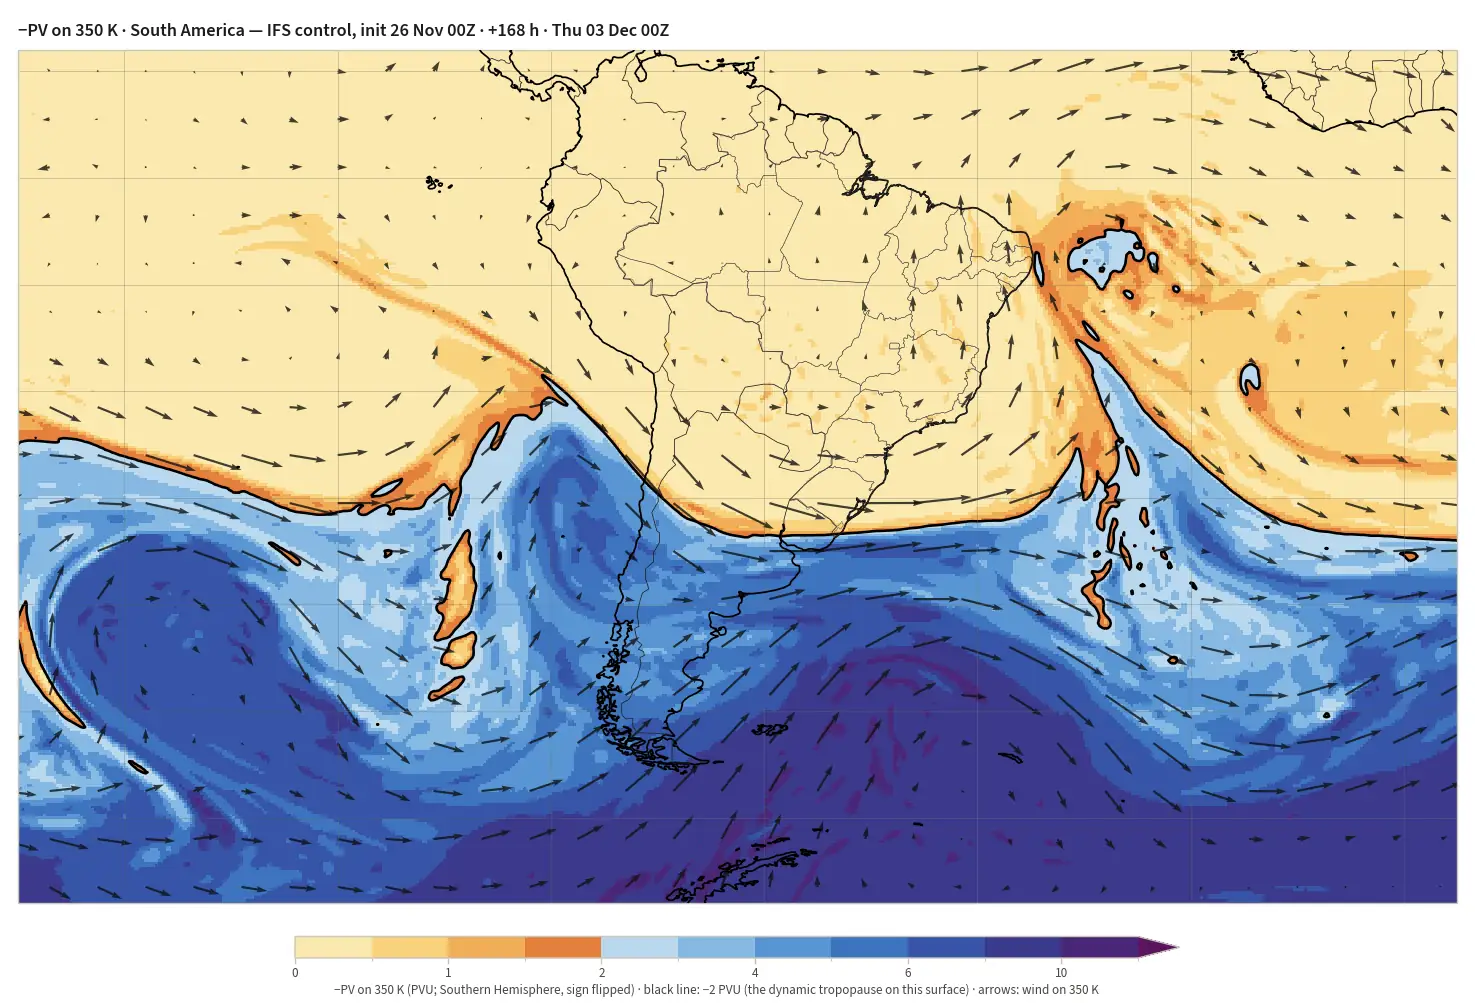 −PV on 350 K · South America — IFS control, init 26 Nov 00Z · +168 h · Thu 03 Dec 00Z
0 1 2 4 6 10
−PV on 350 K (PVU; Southern Hemisphere, sign flipped) · black line: −2 PVU (the dynamic tropopause on this surface) · arrows: wind on 350 K